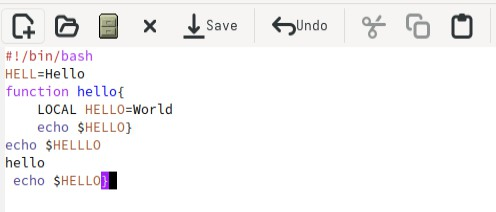 Save Undo
#!/bin/bash
HELL=Hello
function hello{
    LOCAL HELLO=World
    echo $HELLO}
echo $HELLLO
hello
 echo $HELLO}